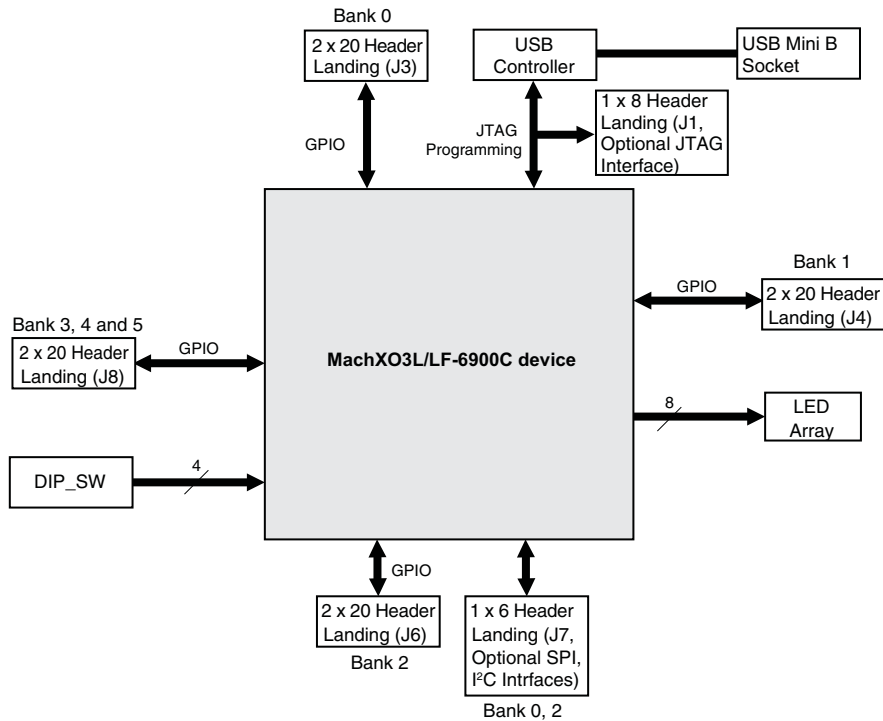 Bank 0
2 x 20 Header
Landing (J3)
USB
Controller
USB Mini B
Socket
1 x 8 Header
Landing (J1,
Optional JTAG
Interface)
JTAG
Programming
GPIO
Bank 1
GPIO
2 x 20 Header
Landing (J4)
Bank 3, 4 and 5
2 x 20 Header
Landing (J8)
GPIO
MachXO3L/LF-6900C device
8
LED
Array
DIP_SW
4
GPIO
2 x 20 Header
Landing (J6)
Bank 2
1 x 6 Header
Landing (J7,
Optional SPI,
I²C Intrfaces)
Bank 0, 2